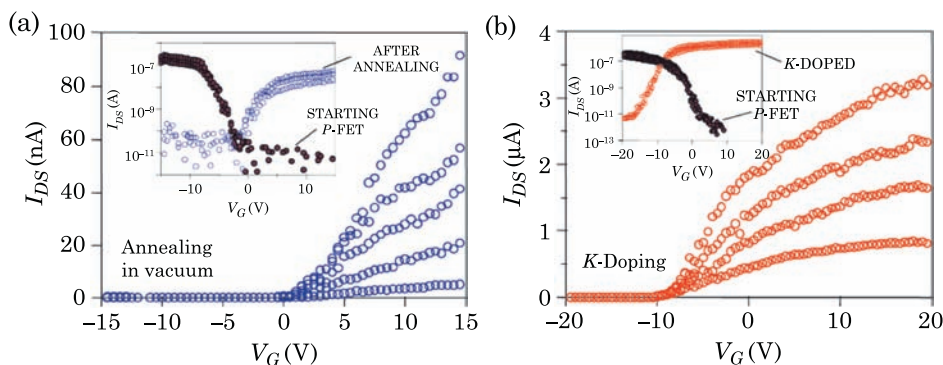 (a)
100
80
60
40
20
0
I_DS (nA)
10⁻⁷
10⁻⁹
10⁻¹¹
I_DS (A)
AFTER
ANNEALING
STARTING
P-FET
−10
0
10
V_G (V)
Annealing
in vacuum
−15
−10
−5
0
5
10
15
V_G (V)
(b)
4
3
2
1
0
I_DS (μA)
10⁻⁷
10⁻⁹
10⁻¹¹
10⁻¹³
I_DS (A)
K-DOPED
STARTING
P-FET
−20
−10
0
10
20
V_G (V)
K-Doping
−20
−10
0
10
20
V_G (V)